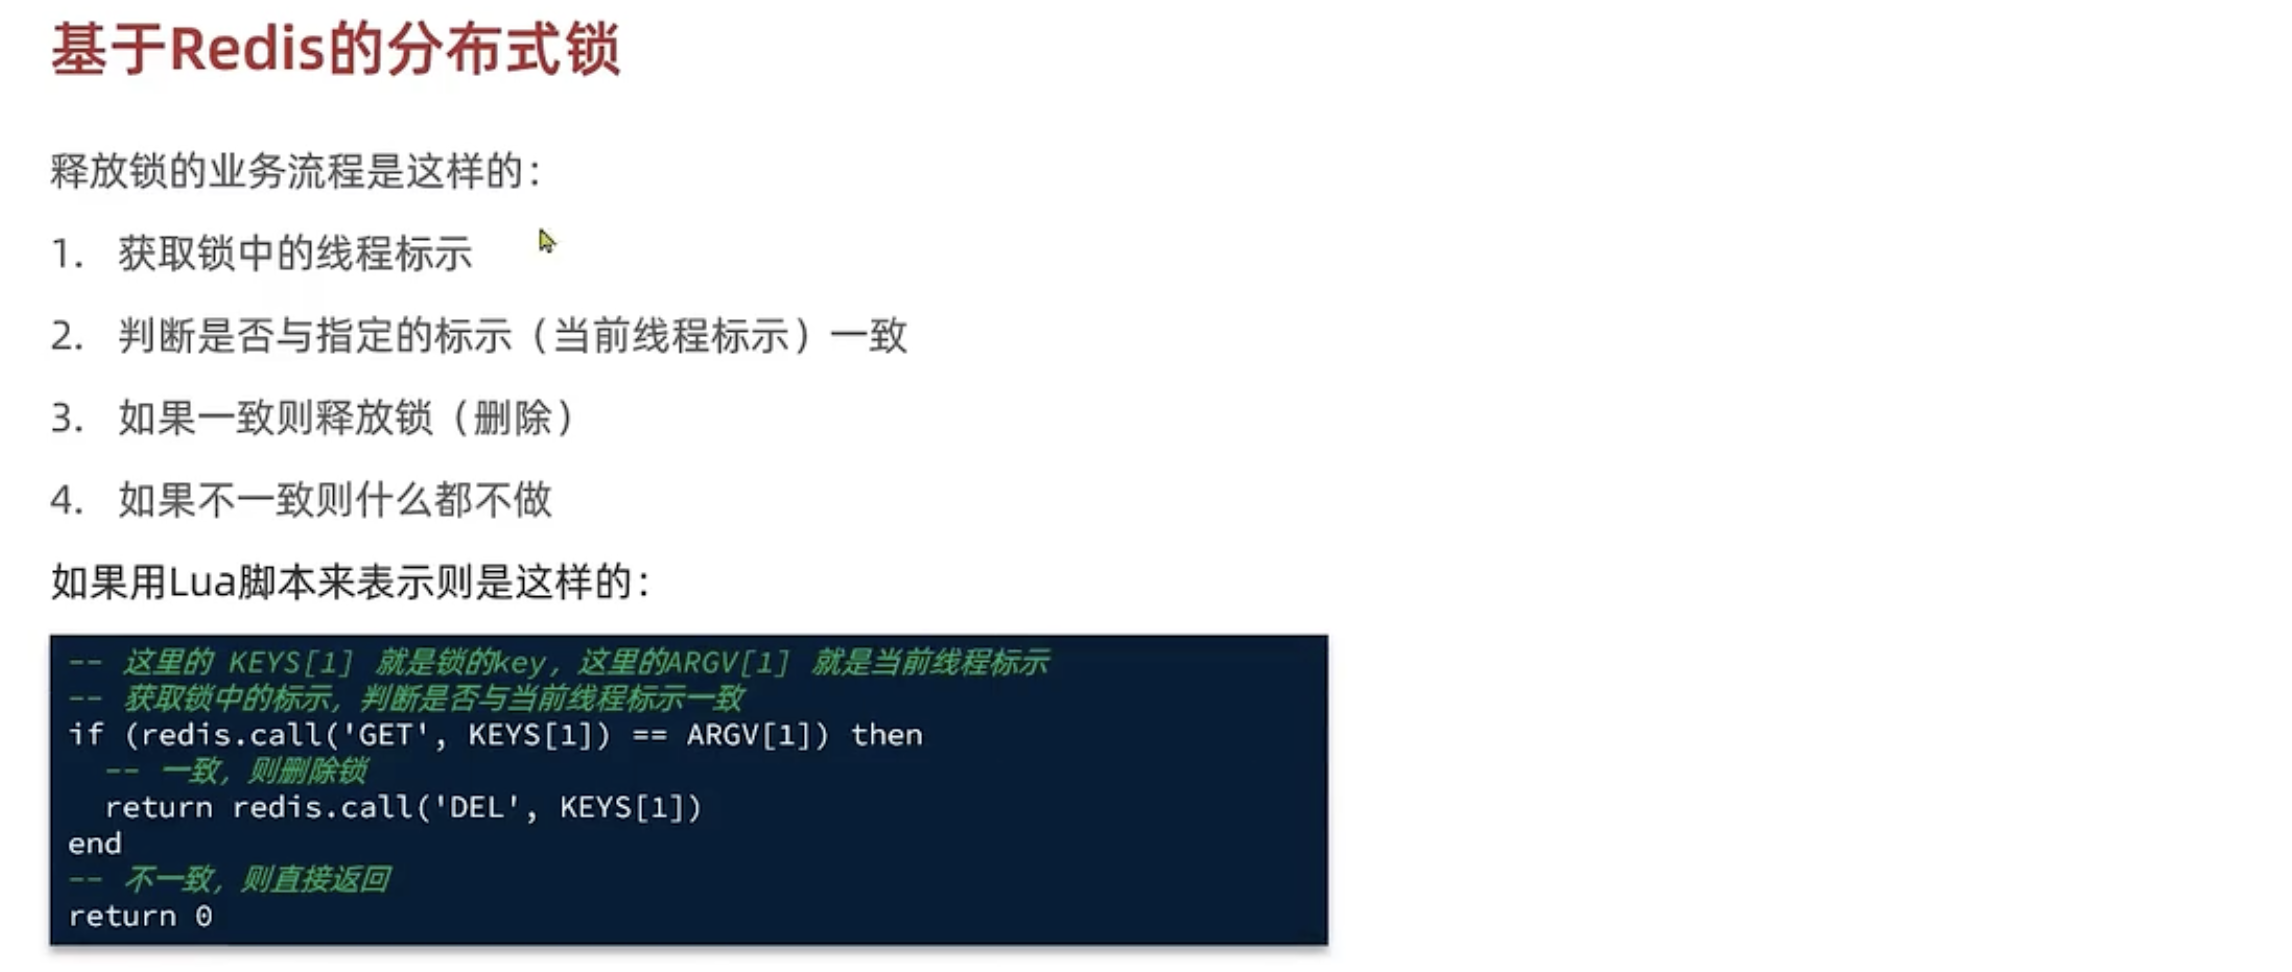 基于Redis的分布式锁
释放锁的业务流程是这样的：
1. 获取锁中的线程标示
2. 判断是否与指定的标示（当前线程标示）一致
3. 如果一致则释放锁（删除）
4. 如果不一致则什么都不做
如果用Lua脚本来表示则是这样的：
-- 这里的 KEYS[1] 就是锁的key，这里的ARGV[1] 就是当前线程标示
-- 获取锁中的标示，判断是否与当前线程标示一致
if (redis.call('GET', KEYS[1]) == ARGV[1]) then
  -- 一致，则删除锁
  return redis.call('DEL', KEYS[1])
end
-- 不一致，则直接返回
return 0